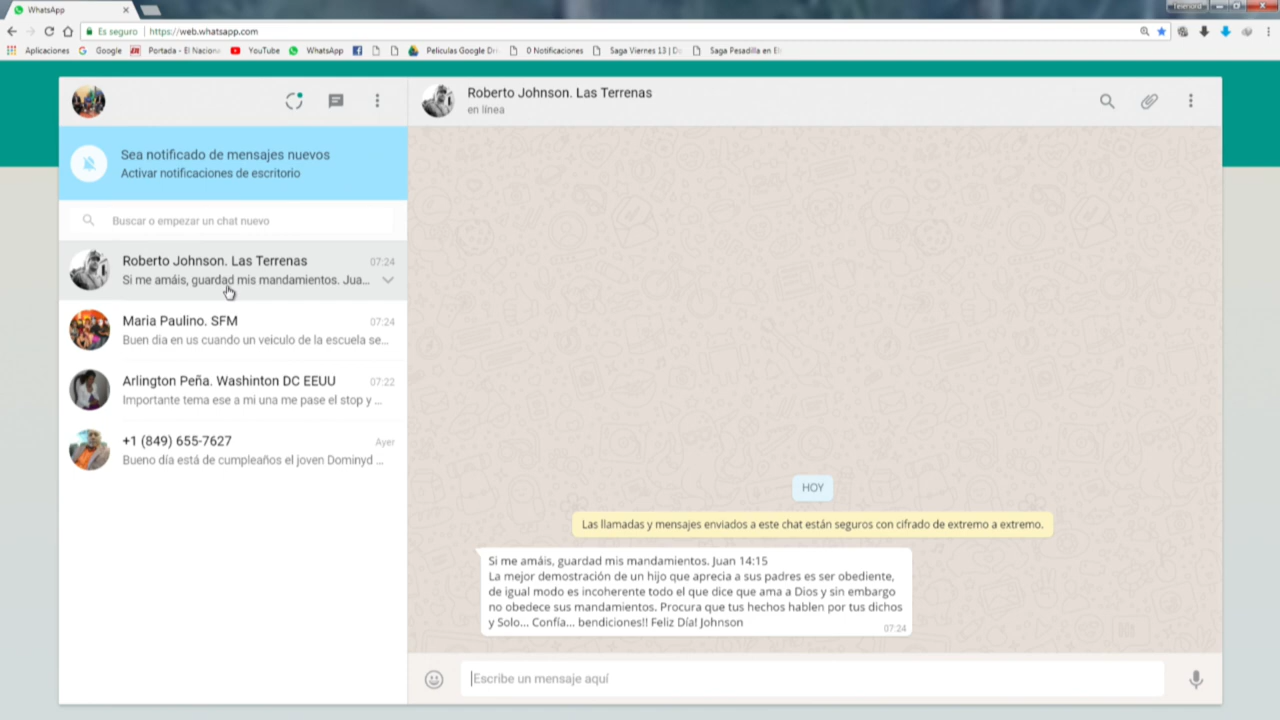 WhatsApp
Telenord
Es seguro | https://web.whatsapp.com
Aplicaciones Google Portada - El Naciona YouTube WhatsApp Peliculas Google Dri 0 Notificaciones Saga Viernes 13 | D Saga Pesadilla en El
Roberto Johnson. Las Terrenas
en línea
Sea notificado de mensajes nuevos
Activar notificaciones de escritorio
Buscar o empezar un chat nuevo
Roberto Johnson. Las Terrenas 07:24
Si me amáis, guardad mis mandamientos. Jua...
Maria Paulino. SFM 07:24
Buen dia en us cuando un veiculo de la escuela se...
Arlington Peña. Washinton DC EEUU 07:22
Importante tema ese a mi una me pase el stop y ...
+1 (849) 655-7627 Ayer
Bueno día está de cumpleaños el joven Dominyd ...
HOY
Las llamadas y mensajes enviados a este chat están seguros con cifrado de extremo a extremo.
Si me amáis, guardad mis mandamientos. Juan 14:15
La mejor demostración de un hijo que aprecia a sus padres es ser obediente,
de igual modo es incoherente todo el que dice que ama a Dios y sin embargo
no obedece sus mandamientos. Procura que tus hechos hablen por tus dichos
y Solo... Confía... bendiciones!! Feliz Día! Johnson
07:24
Escribe un mensaje aquí